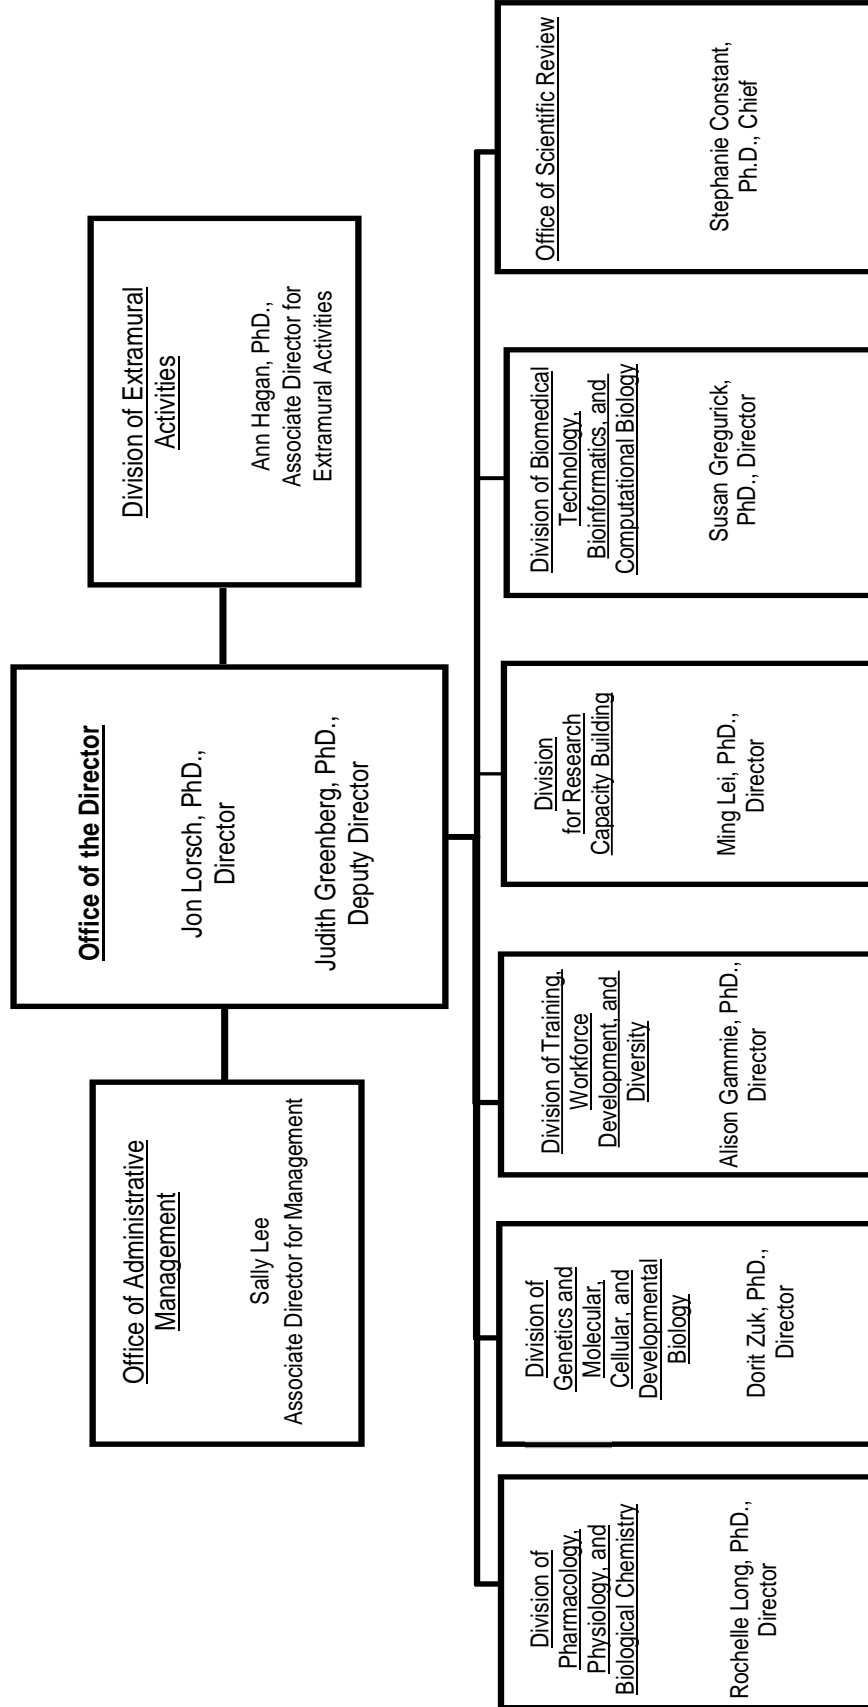 Office of the Director
Jon Lorsch, PhD.,
Director
Judith Greenberg, PhD.,
Deputy Director
Office of Administrative
Management
Sally Lee
Associate Director for Management
Division of Extramural
Activities
Ann Hagan, PhD.,
Associate Director for
Extramural Activities
Division of
Pharmacology,
Physiology, and
Biological Chemistry
Rochelle Long, PhD.,
Director
Division of
Genetics and
Molecular,
Cellular, and
Developmental
Biology
Dorit Zuk, PhD.,
Director
Division of Training,
Workforce
Development, and
Diversity
Alison Gammie, PhD.,
Director
Division
for Research
Capacity Building
Ming Lei, PhD.,
Director
Division of Biomedical
Technology,
Bioinformatics, and
Computational Biology
Susan Gregurick,
PhD., Director
Office of Scientific Review
Stephanie Constant,
Ph.D., Chief